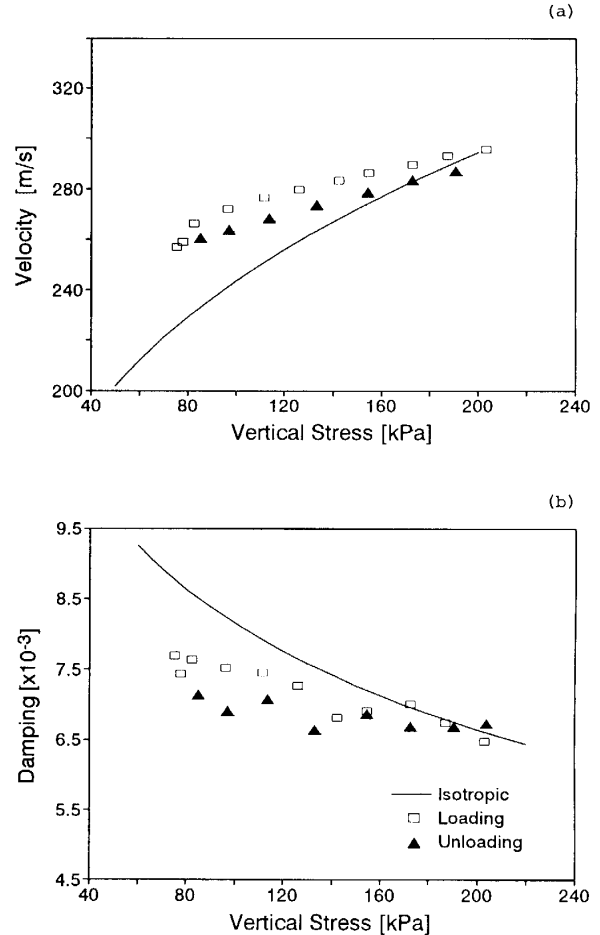 (a)
320
280
240
200
Velocity [m/s]
40 80 120 160 200 240
Vertical Stress [kPa]
(b)
9.5
8.5
7.5
6.5
5.5
4.5
Damping [x10-3]
Isotropic
Loading
Unloading
40 80 120 160 200 240
Vertical Stress [kPa]